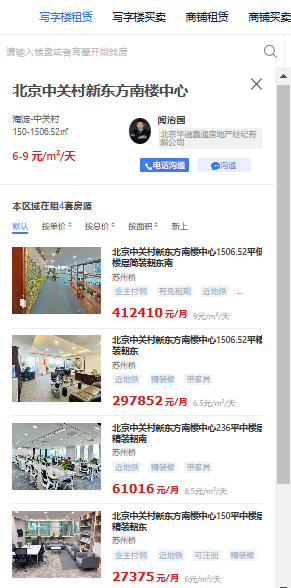 写字楼租赁 写字楼买卖 商铺租赁 商铺买卖
请输入楼盘或者商圈开始找房
北京中关村新东方南楼中心
海淀-中关村
150-1506.52㎡
6-9 元/m²/天
闻治国
北京华融鑫通房地产经纪有限公司
电话沟通 沟通
本区域在租4套房源
默认 按单价 按总价 按面积 新上
北京中关村新东方南楼中心1506.52平低
楼层简装朝东南
苏州桥
业主付佣 有免租期 近地铁 ...
412410 元/月 9元/m²/天
北京中关村新东方南楼中心1506.52平精
装朝东
苏州桥
近地铁 精装修 带家具
297852 元/月 6.5元/m²/天
北京中关村新东方南楼中心236平中楼层
精装朝南
苏州桥
近地铁 精装修 带家具
61016 元/月 8.5元/m²/天
北京中关村新东方南楼中心150平中楼层
精装朝东
苏州桥
业主付佣 近地铁 可注册 精装修
27375 元/月 6元/m²/天